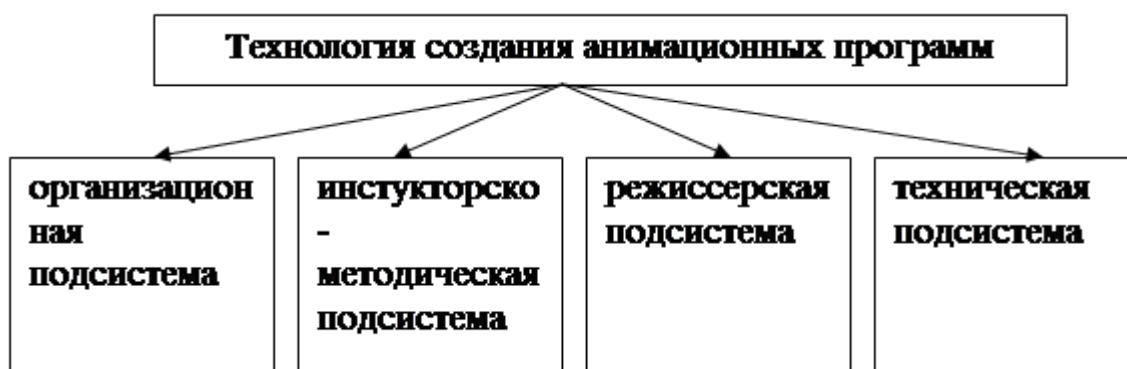 Технология создания анимационных программ
организацион
ная
подсистема
инстукторско
-
методическая
подсистема
режиссерская
подсистема
техническая
подсистема